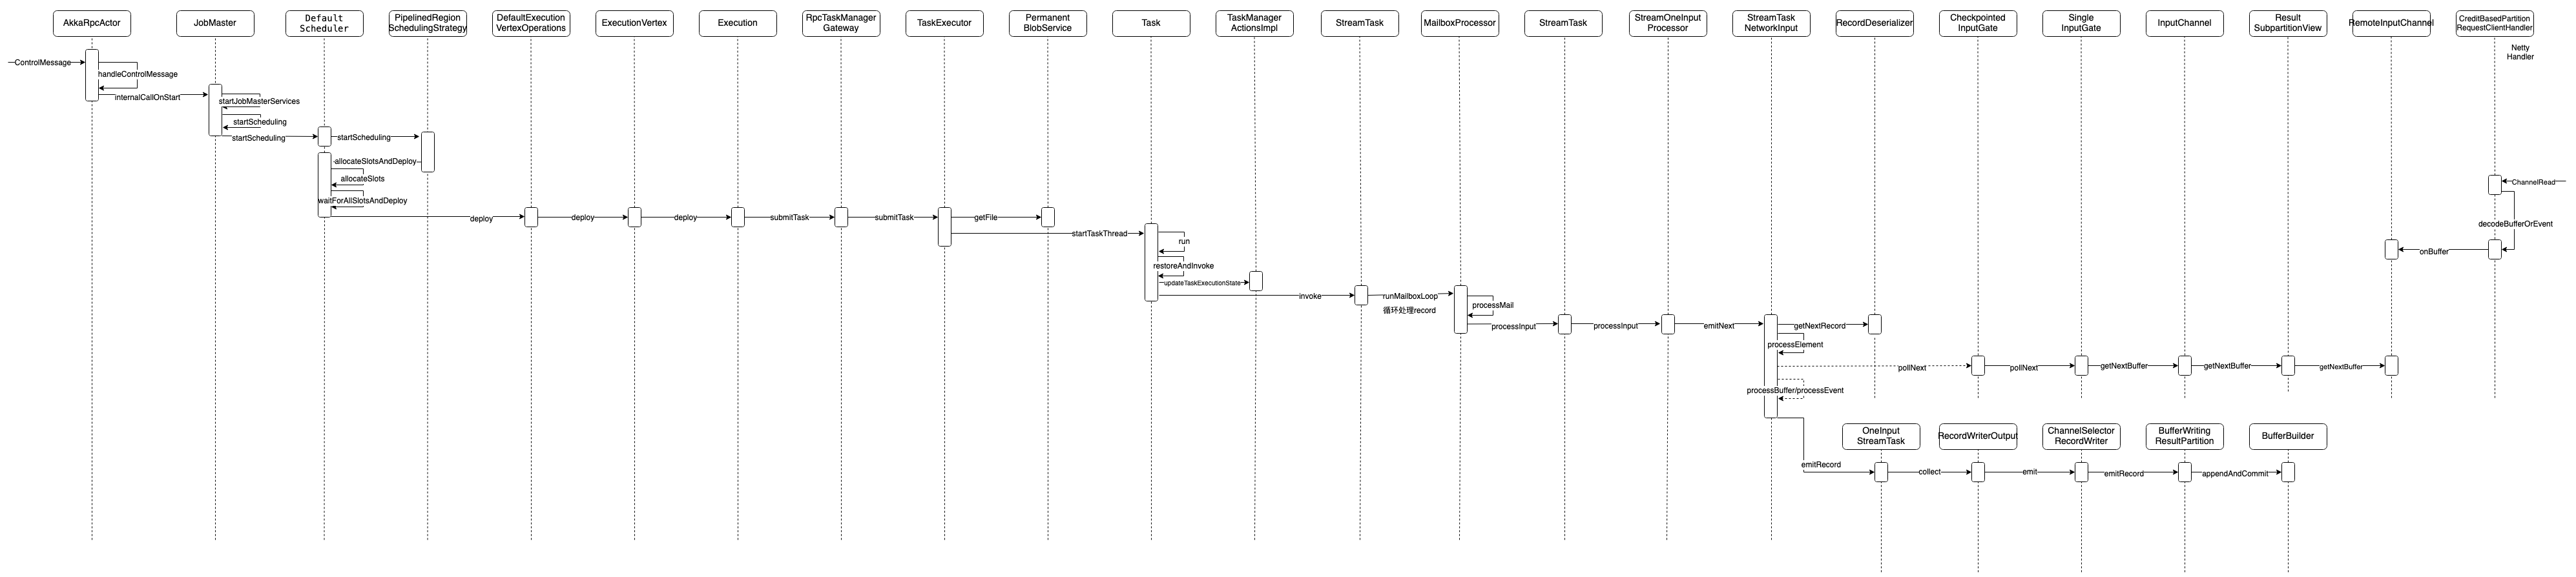 AkkaRpcActor
JobMaster
Default
Scheduler
PipelinedRegion
SchedulingStrategy
DefaultExecution
VertexOperations
ExecutionVertex
Execution
RpcTaskManager
Gateway
TaskExecutor
Permanent
BlobService
Task
TaskManager
ActionsImpl
StreamTask
MailboxProcessor
StreamTask
StreamOneInput
Processor
StreamTask
NetworkInput
RecordDeserializer
Checkpointed
InputGate
Single
InputGate
InputChannel
Result
SubpartitionView
RemoteInputChannel
CreditBasedPartition
RequestClientHandler
Netty
Handler
ControlMessage
handleControlMessage
internalCallOnStart
startJobMasterServices
startScheduling
startScheduling
startScheduling
allocateSlotsAndDeploy
allocateSlots
waitForAllSlotsAndDeploy
deploy
deploy
deploy
submitTask
submitTask
getFile
startTaskThread
run
restoreAndInvoke
updateTaskExecutionState
invoke
runMailboxLoop
循环处理record
processMail
processInput
processInput
emitNext
getNextRecord
processElement
pollNext
pollNext
getNextBuffer
getNextBuffer
getNextBuffer
processBuffer/processEvent
ChannelRead
decodeBufferOrEvent
onBuffer
OneInput
StreamTask
RecordWriterOutput
ChannelSelector
RecordWriter
BufferWriting
ResultPartition
BufferBuilder
emitRecord
collect
emit
emitRecord
appendAndCommit